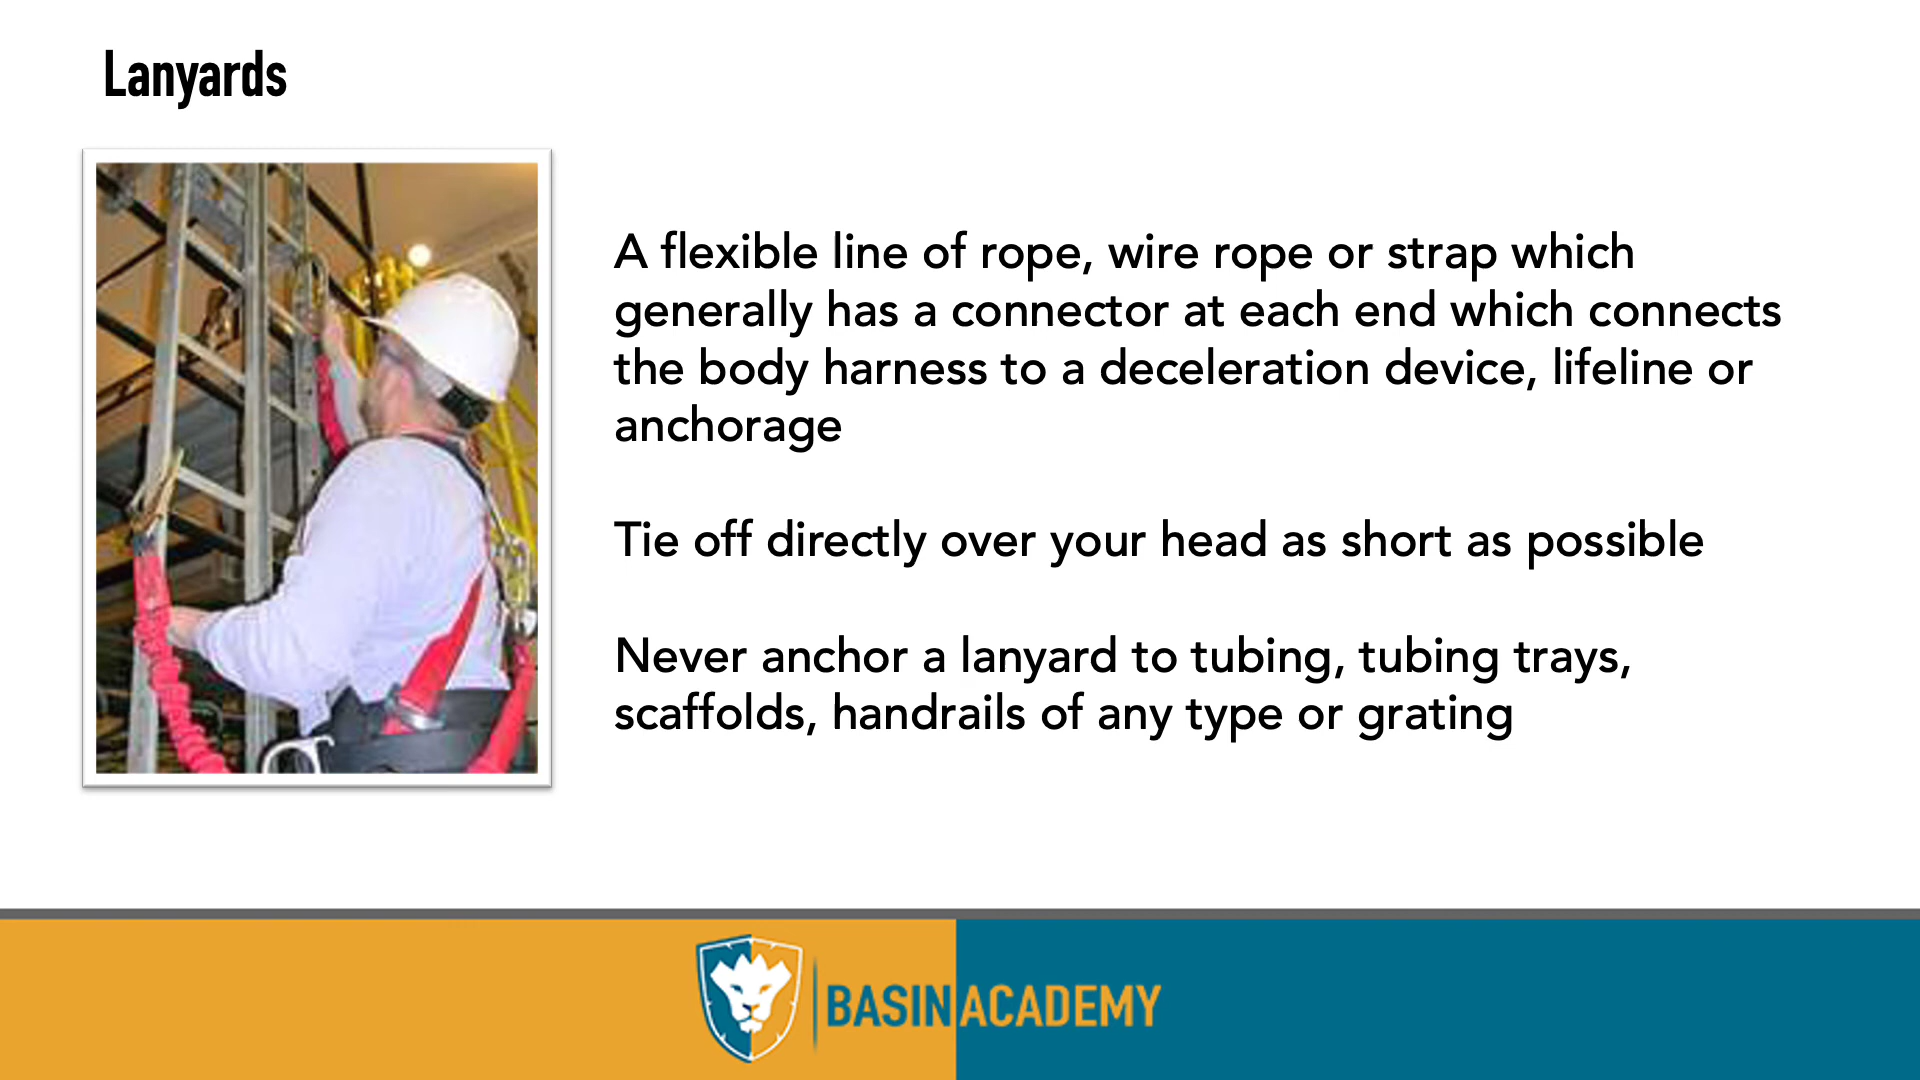 Lanyards
A flexible line of rope, wire rope or strap which
generally has a connector at each end which connects
the body harness to a deceleration device, lifeline or
anchorage
Tie off directly over your head as short as possible
Never anchor a lanyard to tubing, tubing trays,
scaffolds, handrails of any type or grating
BASIN ACADEMY